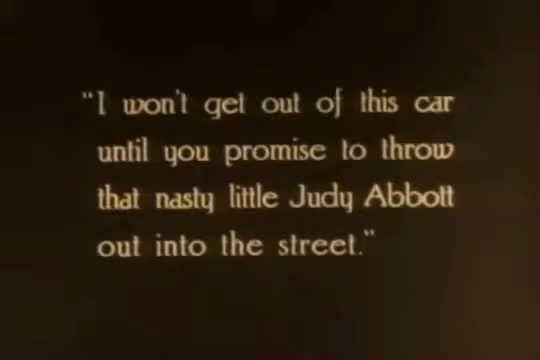 "I won't get out of this car
until you promise to throw
that nasty little Judy Abbott
out into the street."